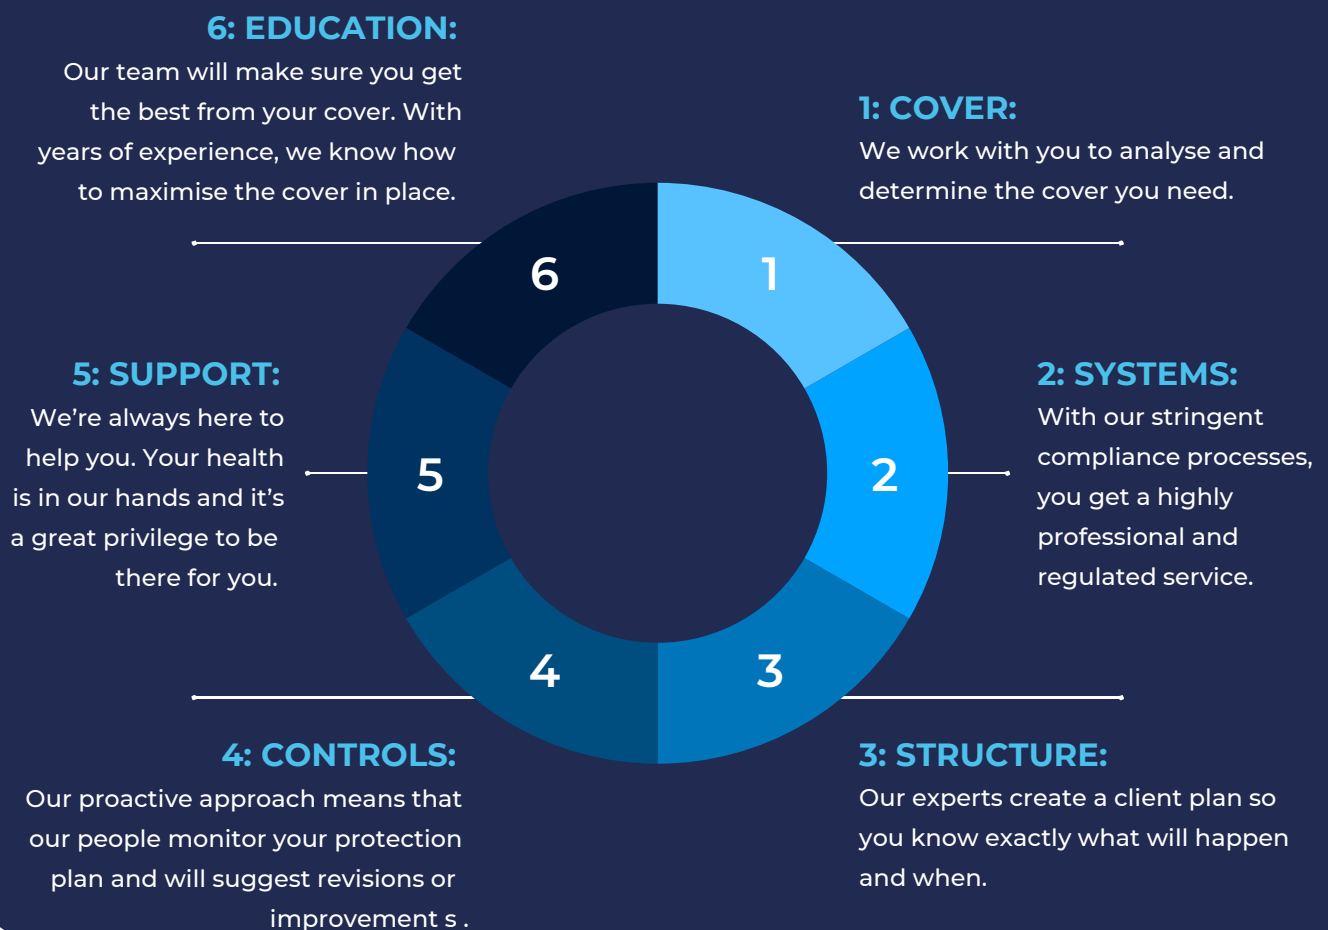 6: EDUCATION:
Our team will make sure you get
the best from your cover. With
years of experience, we know how
to maximise the cover in place.
1: COVER:
We work with you to analyse and
determine the cover you need.
6
1
5: SUPPORT:
We’re always here to
help you. Your health
is in our hands and it’s
a great privilege to be
there for you.
5
2
2: SYSTEMS:
With our stringent
compliance processes,
you get a highly
professional and
regulated service.
4
3
4: CONTROLS:
Our proactive approach means that
our people monitor your protection
plan and will suggest revisions or
improvement s .
3: STRUCTURE:
Our experts create a client plan so
you know exactly what will happen
and when.